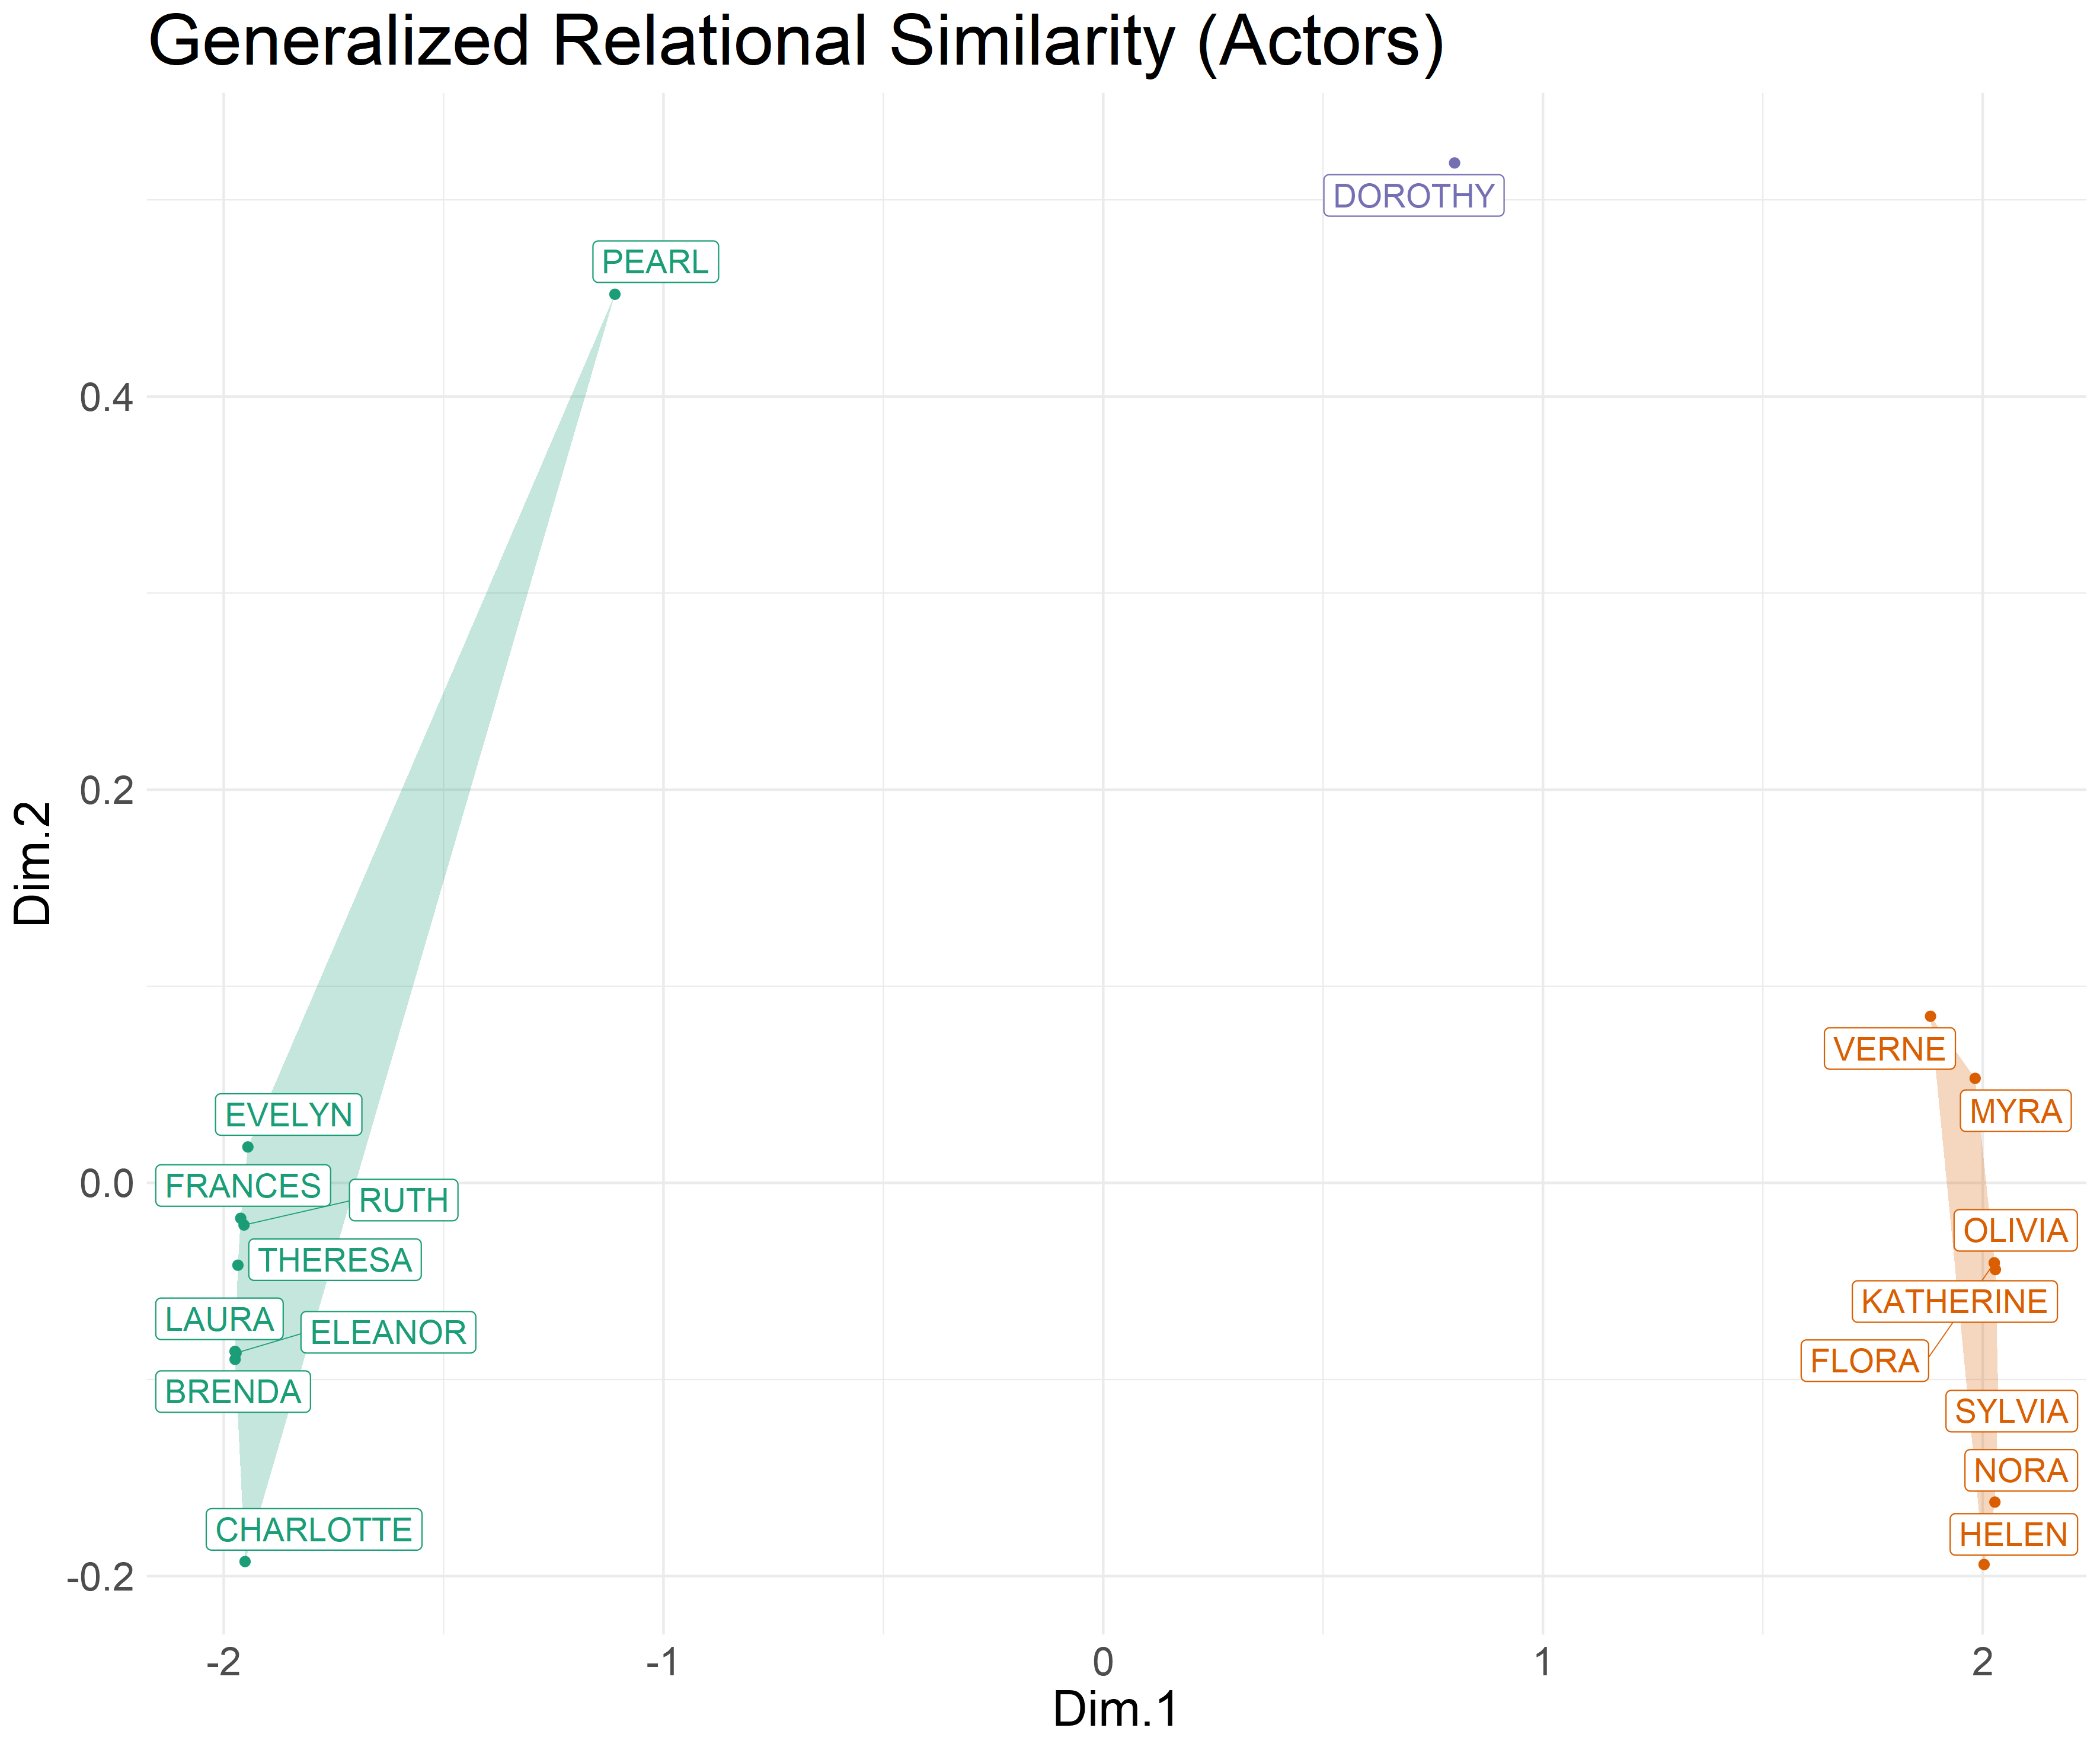 Generalized Relational Similarity (Actors)
DOROTHY
PEARL
0.4
0.2
Dim.2
VERNE
EVELYN
MYRA
0.0
FRANCES
RUTH
OLIVIA
THERESA
KATHERINE
LAURA
ELEANOR
FLORA
BRENDA
SYLVIA
NORA
CHARLOTTE
HELEN
-0.2
-2
-1
0
1
2
Dim.1